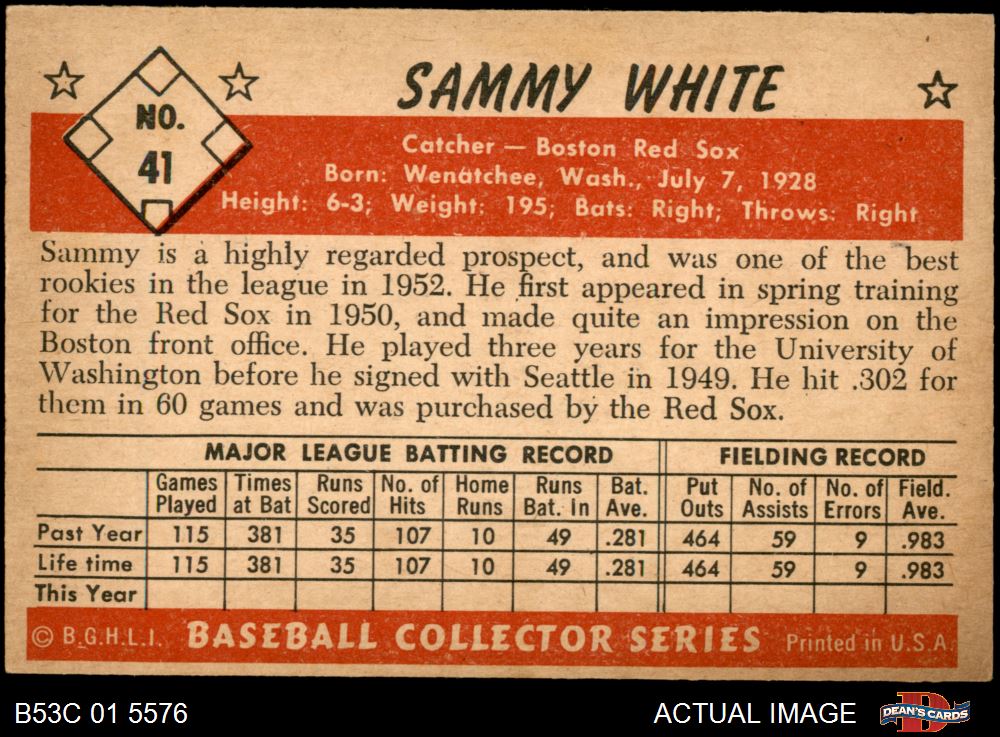 SAMMY WHITE
NO.
41
Catcher — Boston Red Sox
Born: Wenatchee, Wash., July 7, 1928
Height: 6-3; Weight: 195; Bats: Right; Throws: Right
Sammy is a highly regarded prospect, and was one of the best
rookies in the league in 1952. He first appeared in spring training
for the Red Sox in 1950, and made quite an impression on the
Boston front office. He played three years for the University of
Washington before he signed with Seattle in 1949. He hit .302 for
them in 60 games and was purchased by the Red Sox.
MAJOR LEAGUE BATTING RECORD FIELDING RECORD
Games Times Runs No. of Home Runs Bat. Put No. of No. of Field.
Played at Bat Scored Hits Runs Bat. In Ave. Outs Assists Errors Ave.
Past Year 115 381 35 107 10 49 .281 464 59 9 .983
Life time 115 381 35 107 10 49 .281 464 59 9 .983
This Year
© B.G.H.L.I. BASEBALL COLLECTOR SERIES Printed in U.S.A.
B53C 01 5576 ACTUAL IMAGE DEAN'S CARDS